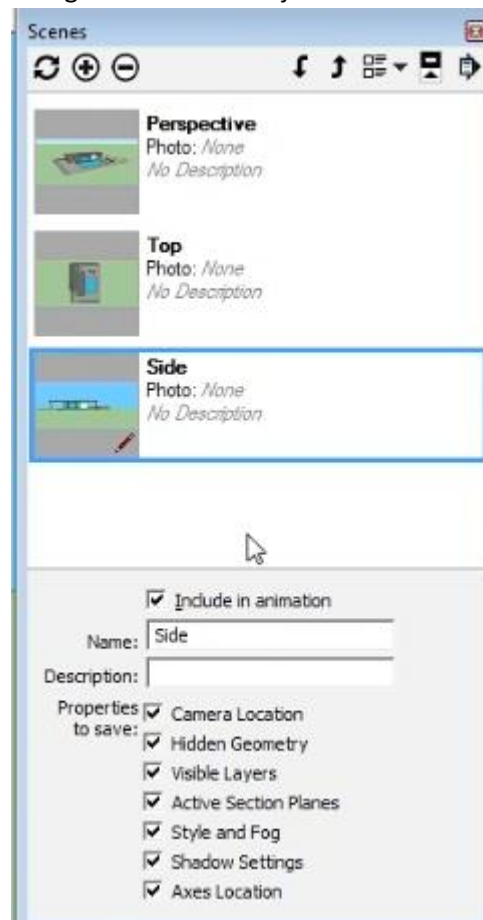 Scenes
Perspective
Photo: None
No Description
Top
Photo: None
No Description
Side
Photo: None
No Description
Include in animation
Name: Side
Description:
Properties to save:
Camera Location
Hidden Geometry
Visible Layers
Active Section Planes
Style and Fog
Shadow Settings
Axes Location